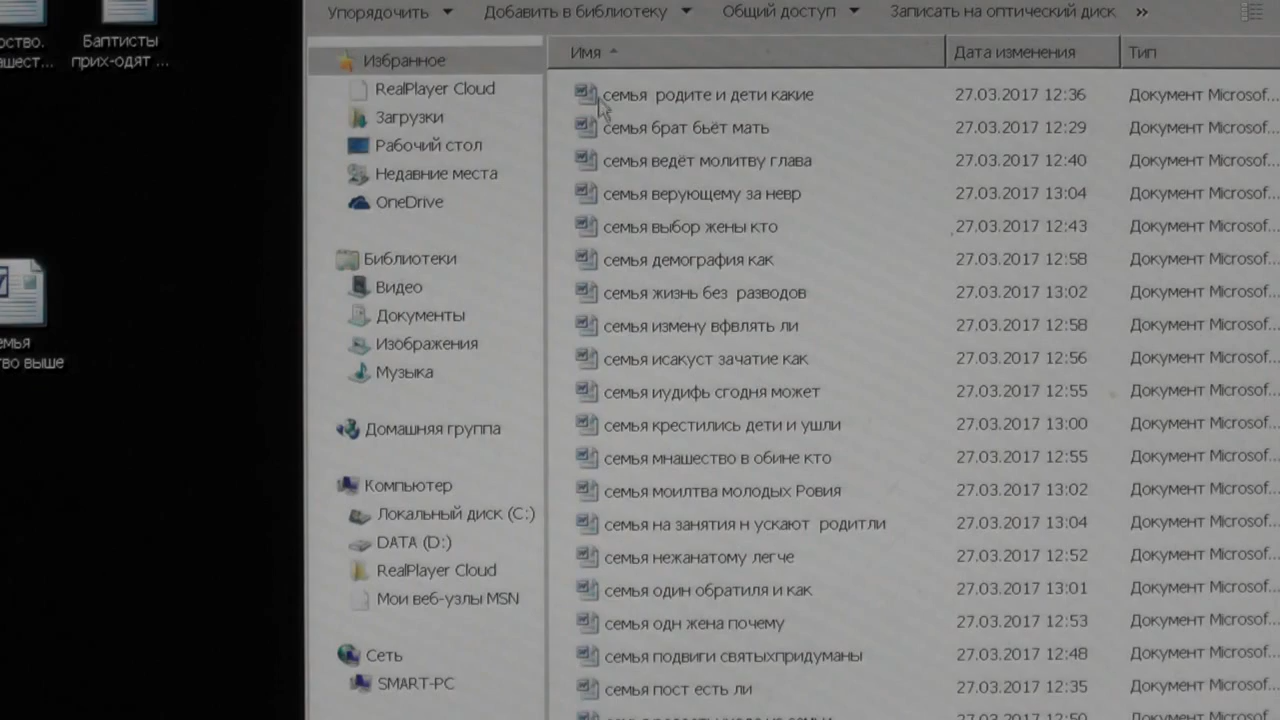 Упорядочить Добавить в библиотеку Общий доступ Записать на оптический диск »
Баптисты
прих-одят ...
выше
Избранное
RealPlayer Cloud
Загрузки
Рабочий стол
Недавние места
OneDrive
Библиотеки
Видео
Документы
Изображения
Музыка
Домашняя группа
Компьютер
Локальный диск (C:)
DATA (D:)
RealPlayer Cloud
Мои веб-узлы MSN
Сеть
SMART-PC
Имя Дата изменения Тип
семья родите и дети какие 27.03.2017 12:36 Документ Microsof...
семья брат бьёт мать 27.03.2017 12:29 Документ Microsof...
семья ведёт молитву глава 27.03.2017 12:40 Документ Microsof...
семья верующему за невр 27.03.2017 13:04 Документ Microsof...
семья выбор жены кто 27.03.2017 12:43 Документ Microsof...
семья демография как 27.03.2017 12:58 Документ Microsof...
семья жизнь без разводов 27.03.2017 13:02 Документ Microsof...
семья измену вфвлять ли 27.03.2017 12:58 Документ Microsof...
семья исакуст зачатие как 27.03.2017 12:56 Документ Microsof...
семья иудифь сгодня может 27.03.2017 12:55 Документ Microsof...
семья крестились дети и ушли 27.03.2017 13:00 Документ Microsof...
семья мнашество в обине кто 27.03.2017 12:55 Документ Microsof...
семья моилтва молодых Ровия 27.03.2017 13:02 Документ Microsof...
семья на занятия н ускают родитли 27.03.2017 13:04 Документ Microsof...
семья нежанатому легче 27.03.2017 12:52 Документ Microsof...
семья один обратиля и как 27.03.2017 13:01 Документ Microsof...
семья одн жена почему 27.03.2017 12:53 Документ Microsof...
семья подвиги святыхпридуманы 27.03.2017 12:48 Документ Microsof...
семья пост есть ли 27.03.2017 12:35 Документ Microsof...